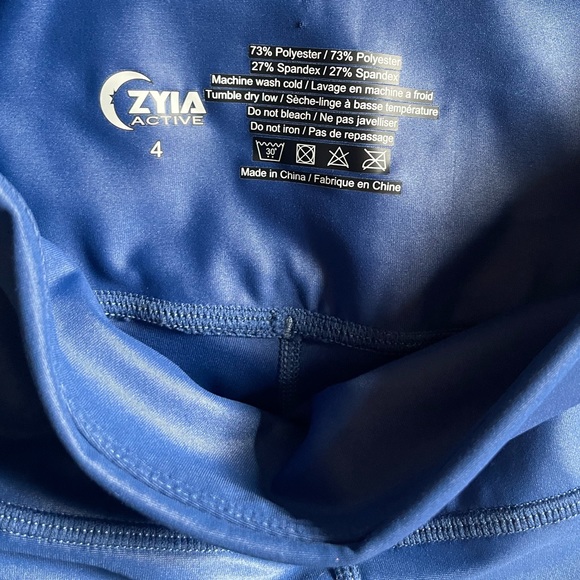 ZYIA
ACTIVE
4
73% Polyester / 73% Polyester
27% Spandex / 27% Spandex
Machine wash cold / Lavage en machine a froid
Tumble dry low / Sèche-linge à basse température
Do not bleach / Ne pas javelliser
Do not iron / Pas de repassage
30°
Made in China / Fabrique en Chine